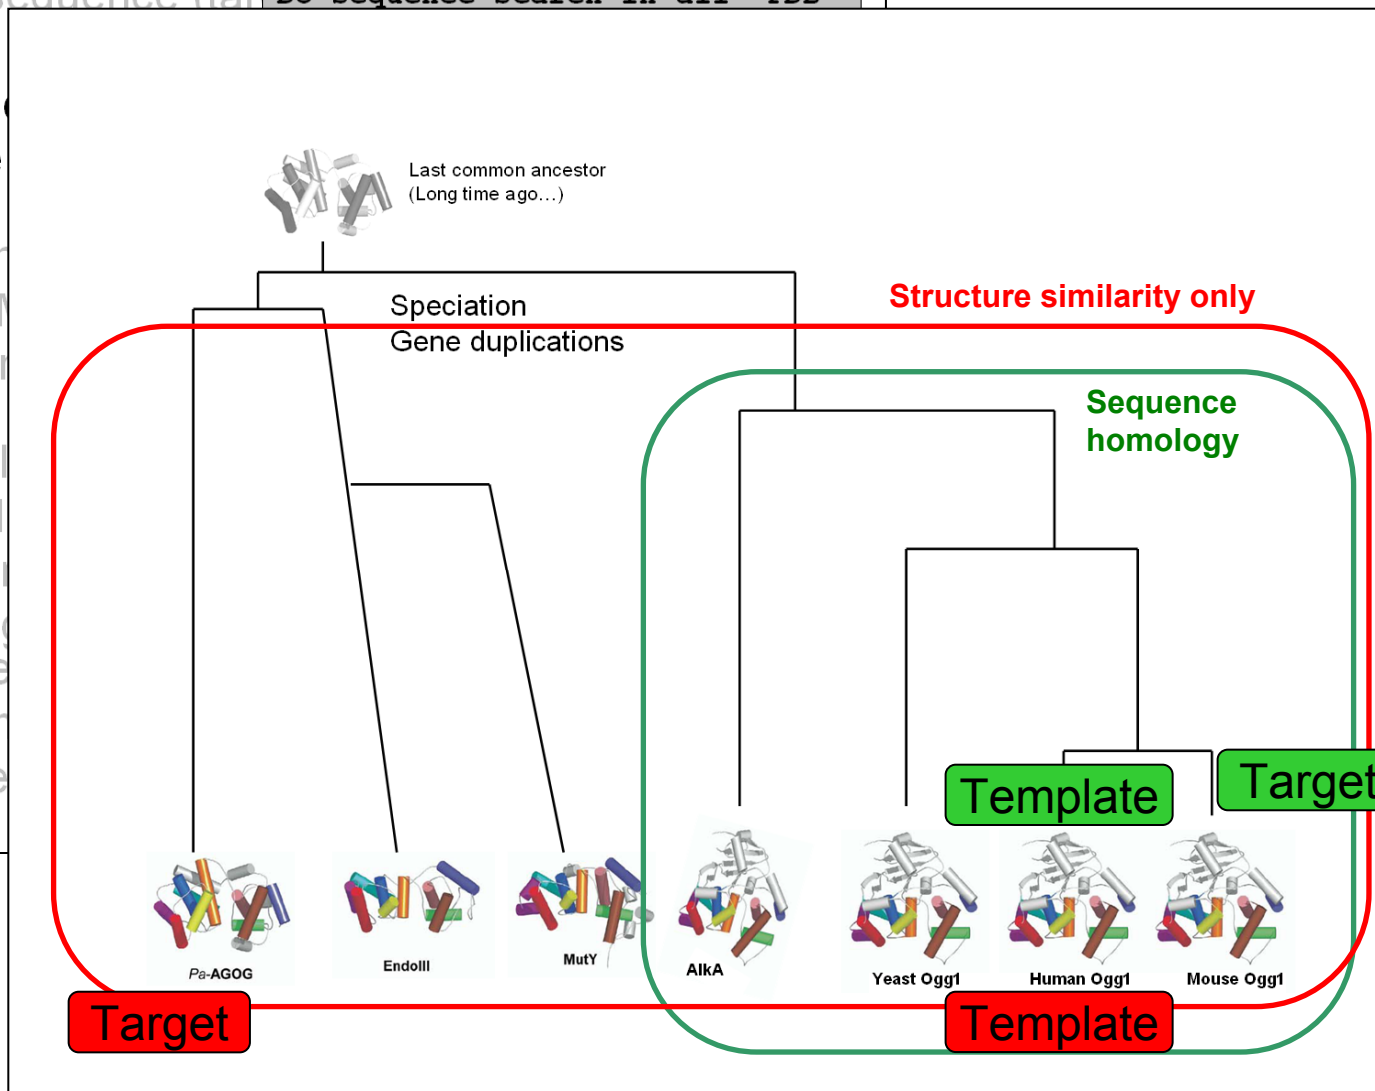 Last common ancestor
(Long time ago...)
Speciation
Gene duplications
Structure similarity only
Sequence
homology
Template
Target
Pa-AGOG
EndoIII
MutY
AlkA
Yeast Ogg1
Human Ogg1
Mouse Ogg1
Target
Template